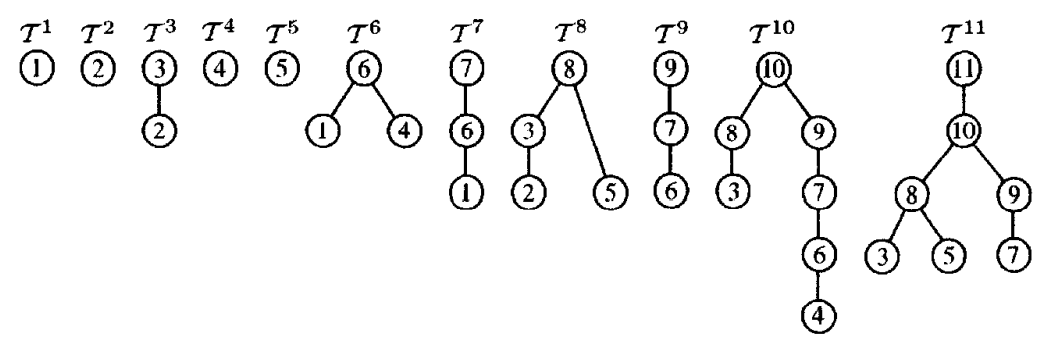 𝒯¹ 𝒯² 𝒯³ 𝒯⁴ 𝒯⁵ 𝒯⁶ 𝒯⁷ 𝒯⁸ 𝒯⁹ 𝒯¹⁰ 𝒯¹¹
1 2 3 4 5 6 7 8 9 10 11
2 1 4 6 3 7 8 9 10
1 2 5 6 3 7 8 9
6 3 5 7
4